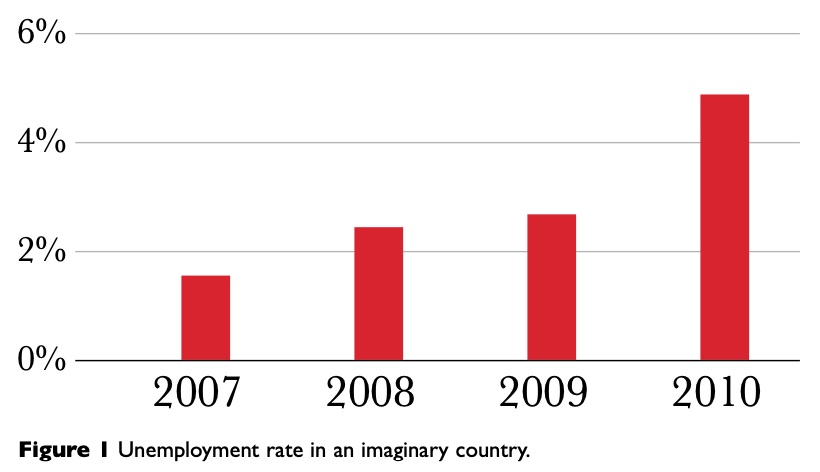 6%
4%
2%
0%
2007 2008 2009 2010
Figure 1 Unemployment rate in an imaginary country.